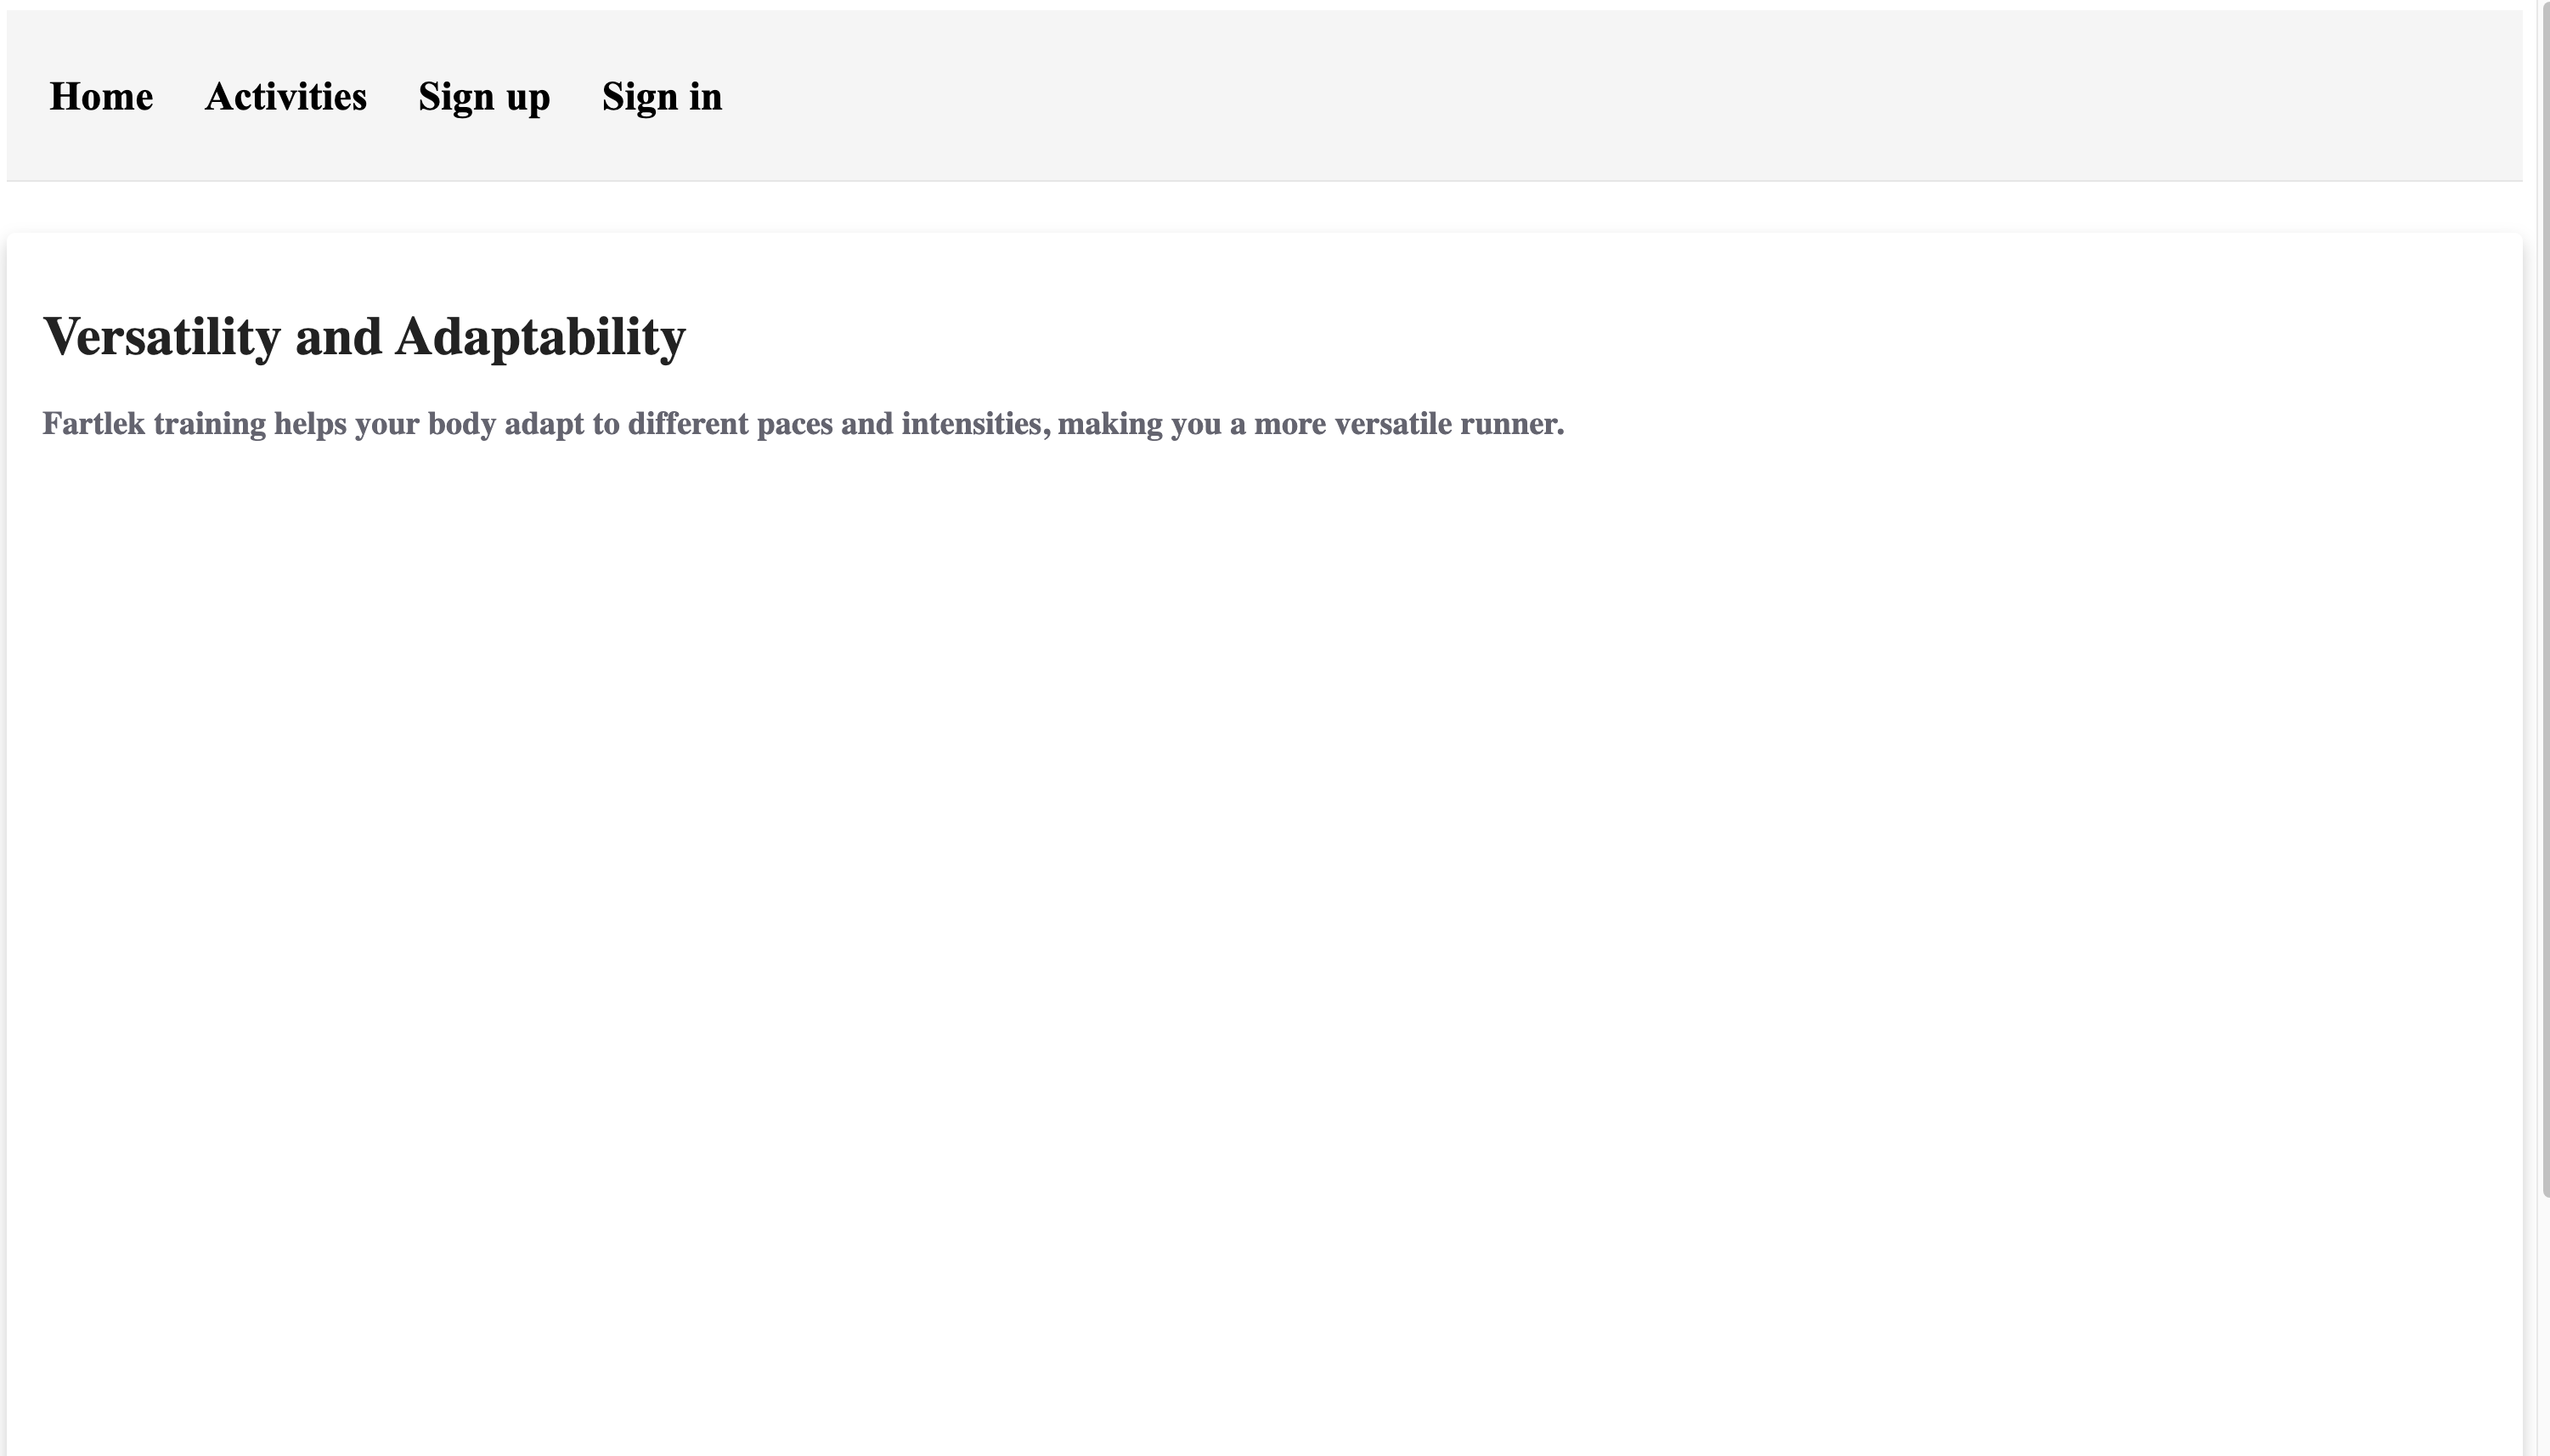 Home Activities Sign up Sign in
Versatility and Adaptability
Fartlek training helps your body adapt to different paces and intensities, making you a more versatile runner.